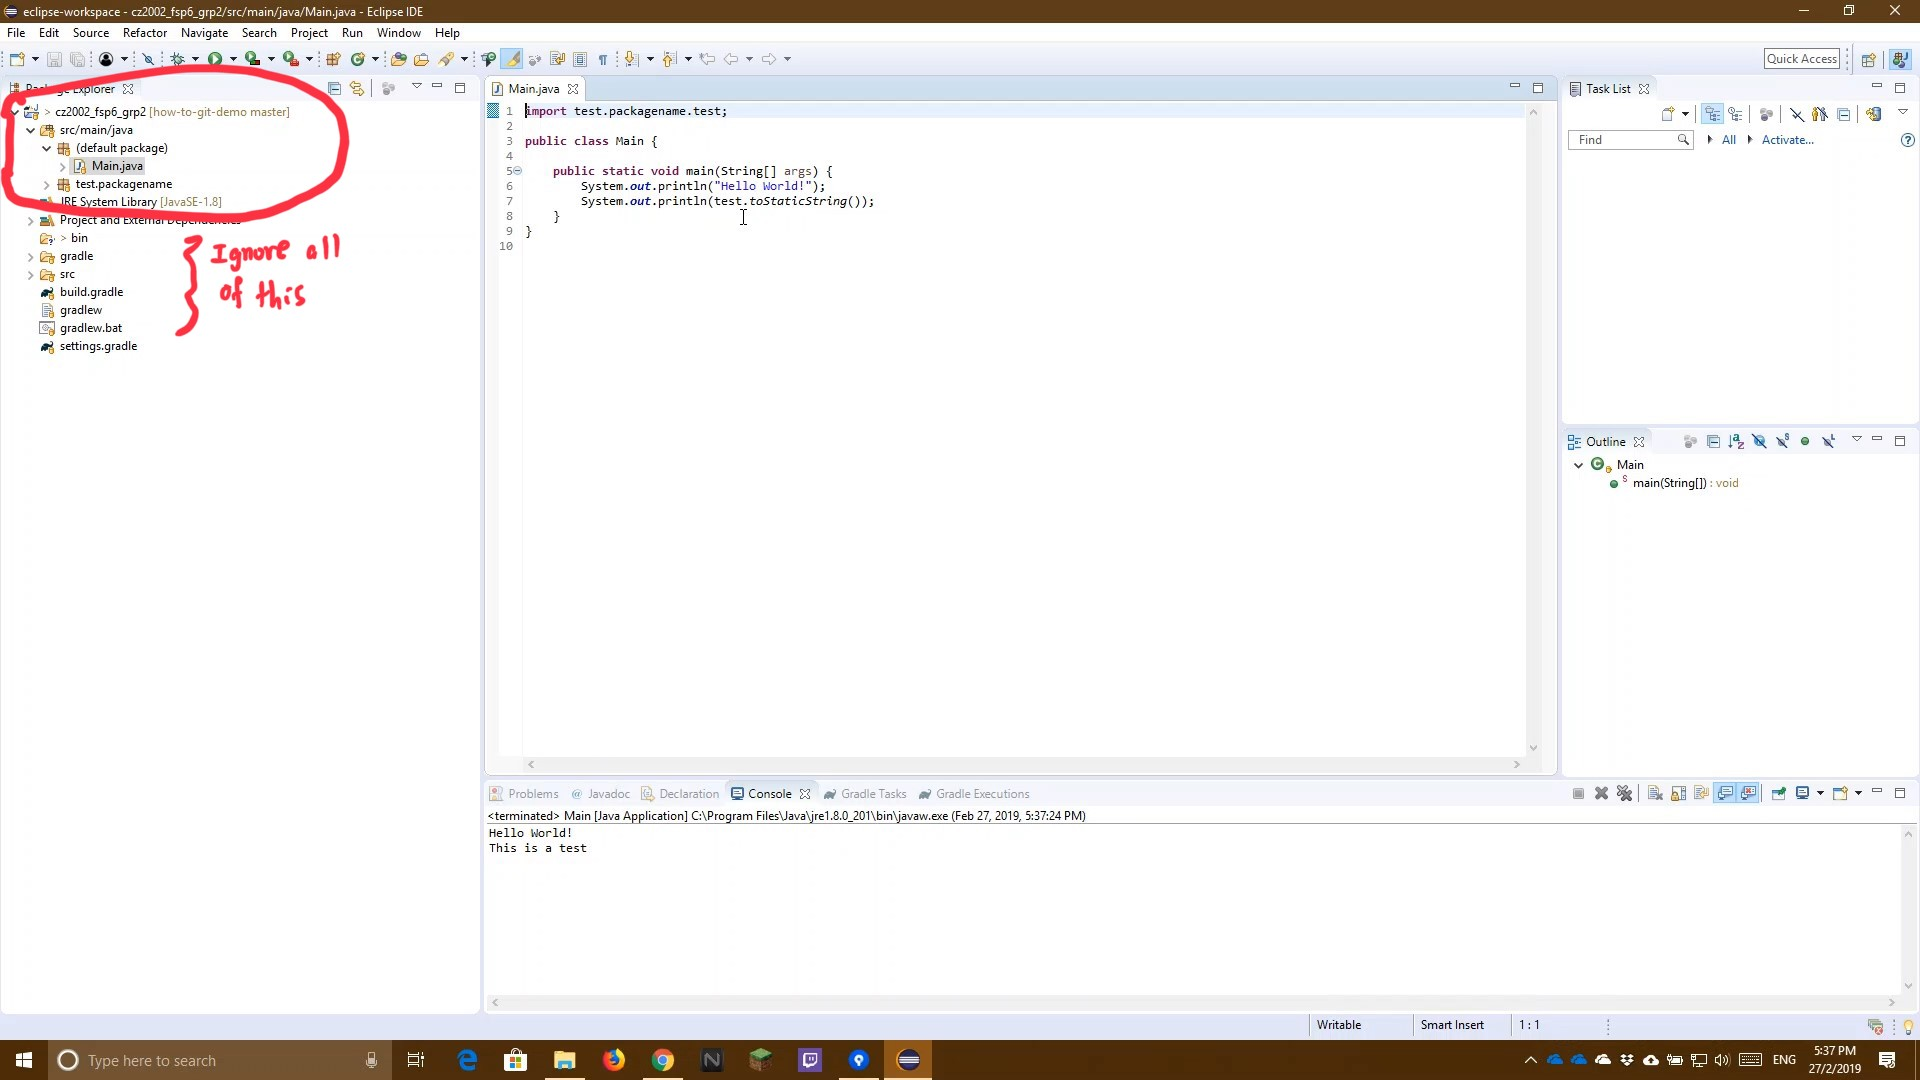 eclipse-workspace - cz2002_fsp6_grp2/src/main/java/Main.java - Eclipse IDE
File Edit Source Refactor Navigate Search Project Run Window Help
Quick Access
Package Explorer
> cz2002_fsp6_grp2 [how-to-git-demo master]
src/main/java
(default package)
Main.java
test.packagename
JRE System Library [JavaSE-1.8]
Project and External Dependencies
> bin
gradle
src
build.gradle
gradlew
gradlew.bat
settings.gradle
Ignore all
of this
Main.java
1 import test.packagename.test;
2
3 public class Main {
4
5 public static void main(String[] args) {
6 System.out.println("Hello World!");
7 System.out.println(test.toStaticString());
8 }
9 }
10
Task List
Find All Activate...
Outline
Main
main(String[]) : void
Problems Javadoc Declaration Console Gradle Tasks Gradle Executions
<terminated> Main [Java Application] C:\Program Files\Java\jre1.8.0_201\bin\javaw.exe (Feb 27, 2019, 5:37:24 PM)
Hello World!
This is a test
Writable Smart Insert 1 : 1
Type here to search
ENG
5:37 PM
27/2/2019